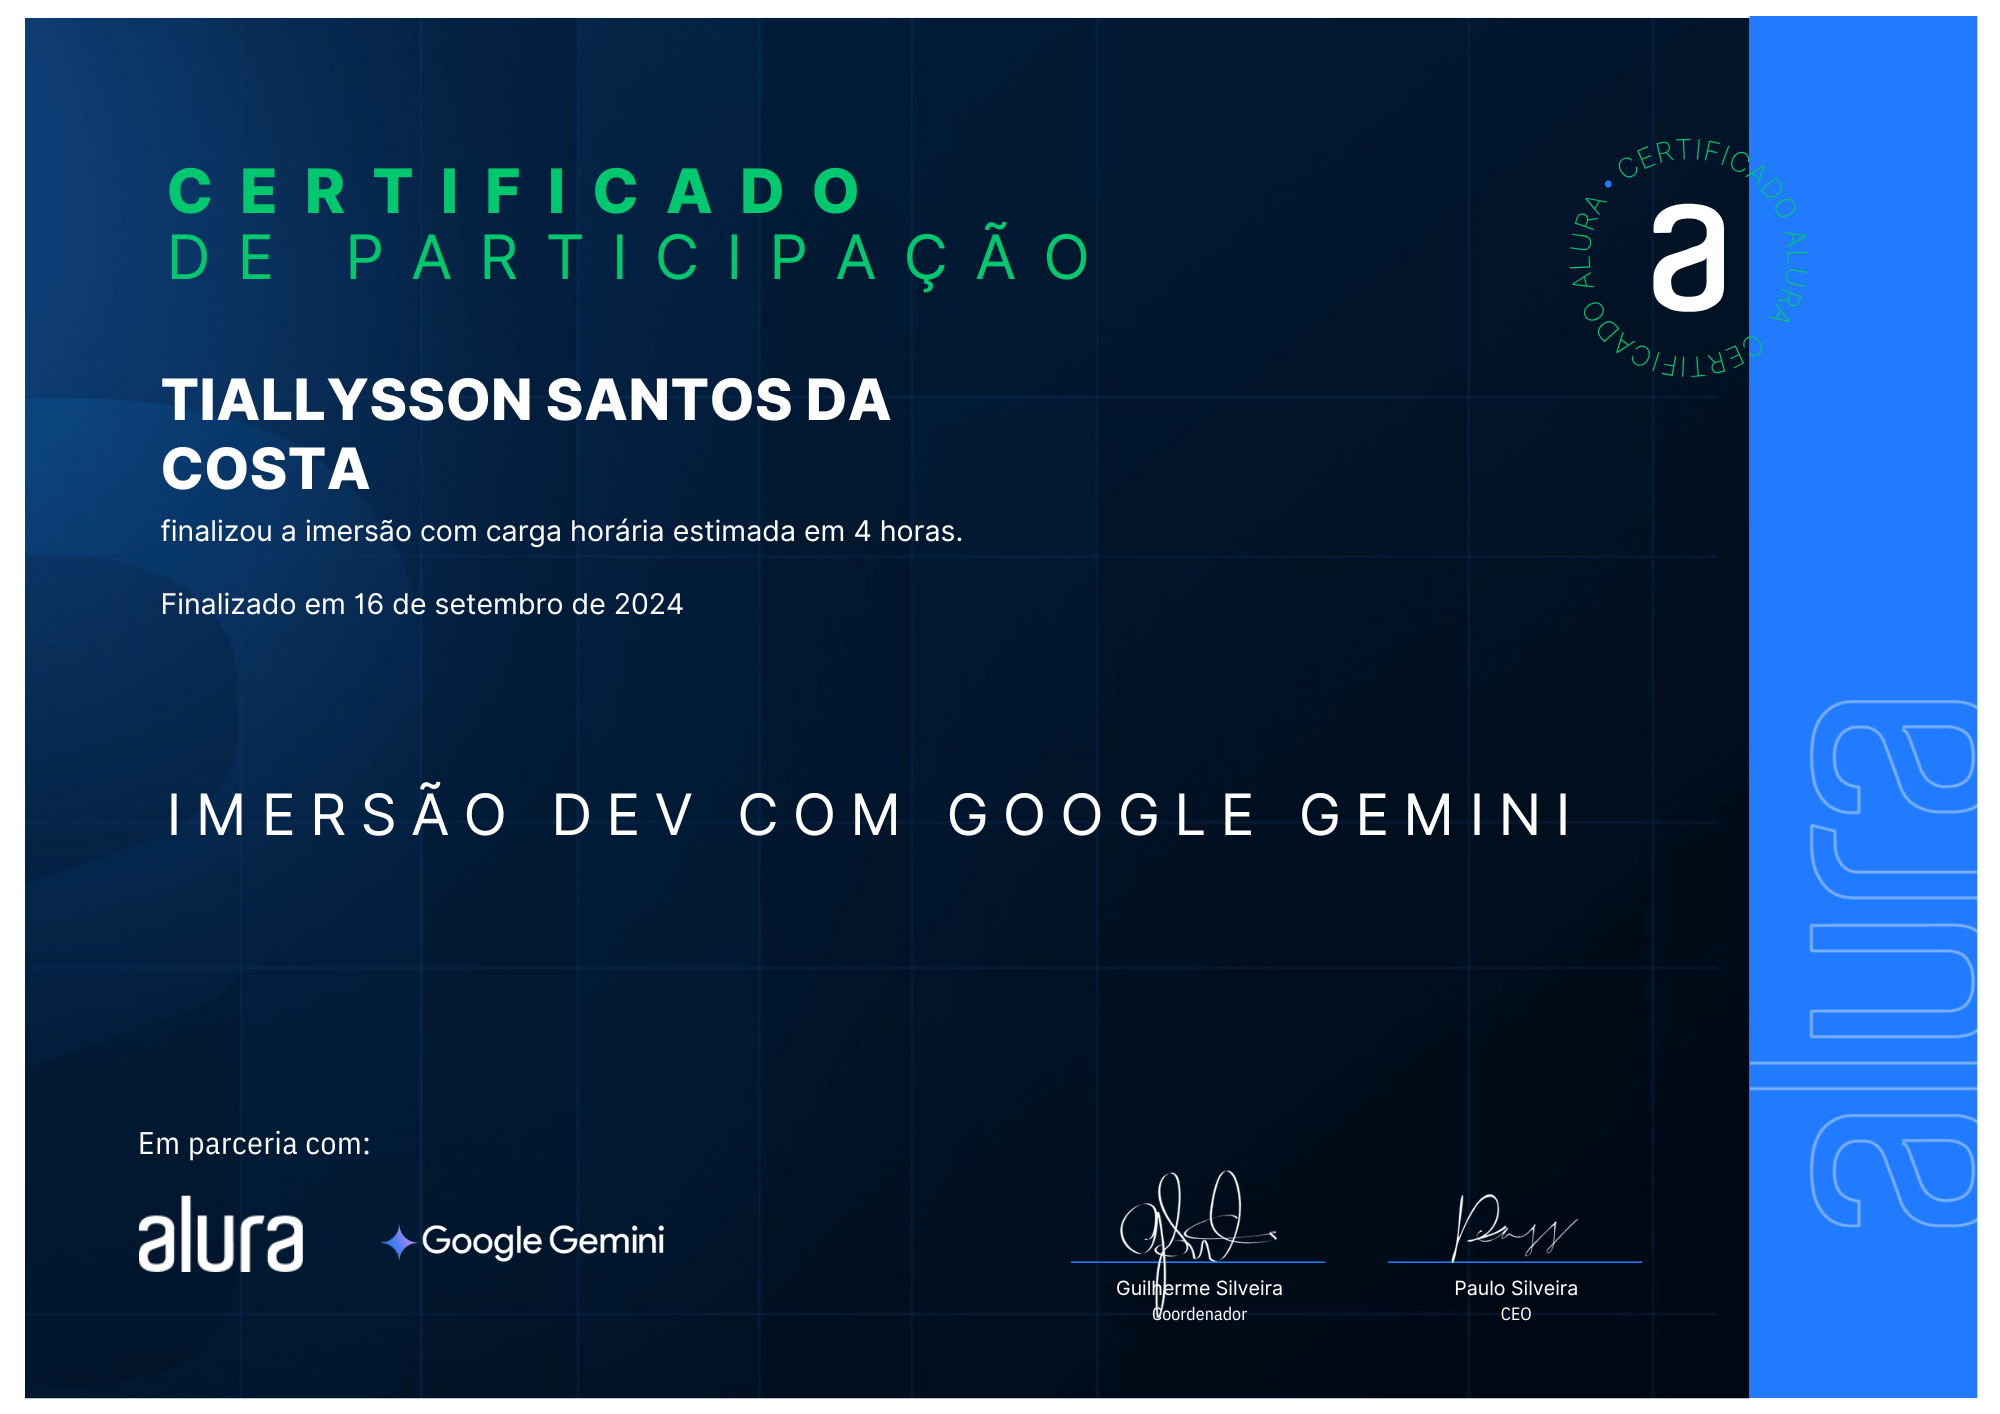 CERTIFICADO
DE PARTICIPAÇÃO
CERTIFICADO ALURA CERTIFICADO ALURA •
a
TIALLYSSON SANTOS DA
COSTA
finalizou a imersão com carga horária estimada em 4 horas.
Finalizado em 16 de setembro de 2024
IMERSÃO DEV COM GOOGLE GEMINI
alura
Em parceria com:
alura
Google Gemini
Guilherme Silveira
Coordenador
Paulo Silveira
CEO